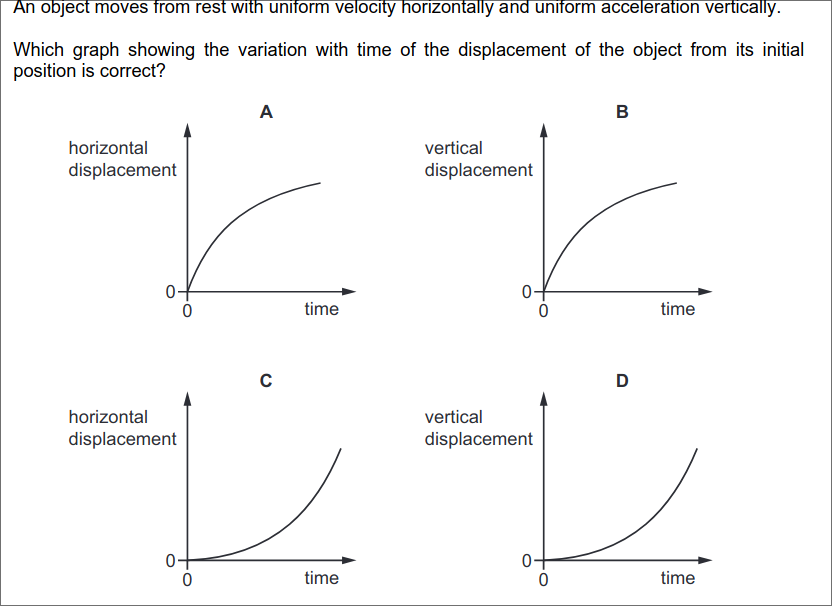 An object moves from rest with uniform velocity horizontally and uniform acceleration vertically.
Which graph showing the variation with time of the displacement of the object from its initial
position is correct?
A
horizontal
displacement
0
0
time
B
vertical
displacement
0
0
time
C
horizontal
displacement
0
0
time
D
vertical
displacement
0
0
time